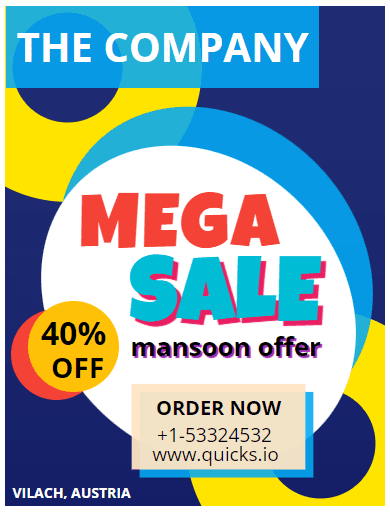 THE COMPANY
MEGA
SALE
40%
OFF
mansoon offer
ORDER NOW
+1-53324532
www.quicks.io
VILACH, AUSTRIA